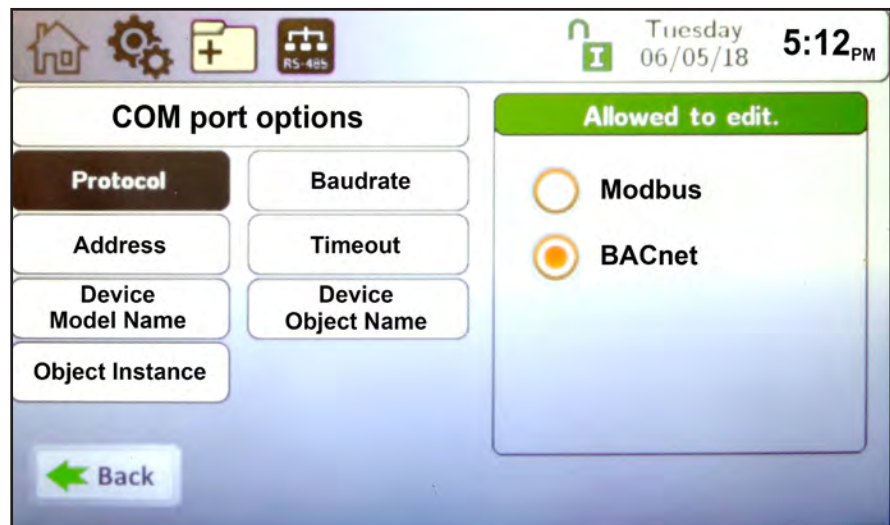 RS-485
I
Tuesday
06/05/18
5:12PM
COM port options
Allowed to edit.
Protocol
Baudrate
Modbus
Address
Timeout
BACnet
Device
Model Name
Device
Object Name
Object Instance
Back